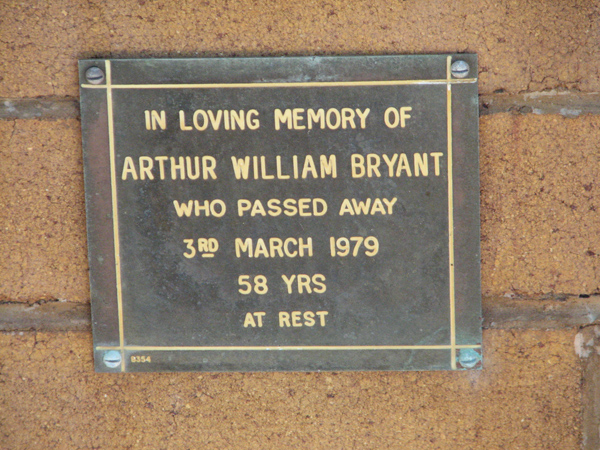 IN LOVING MEMORY OF
ARTHUR WILLIAM BRYANT
WHO PASSED AWAY
3RD MARCH 1979
58 YRS
AT REST
8354